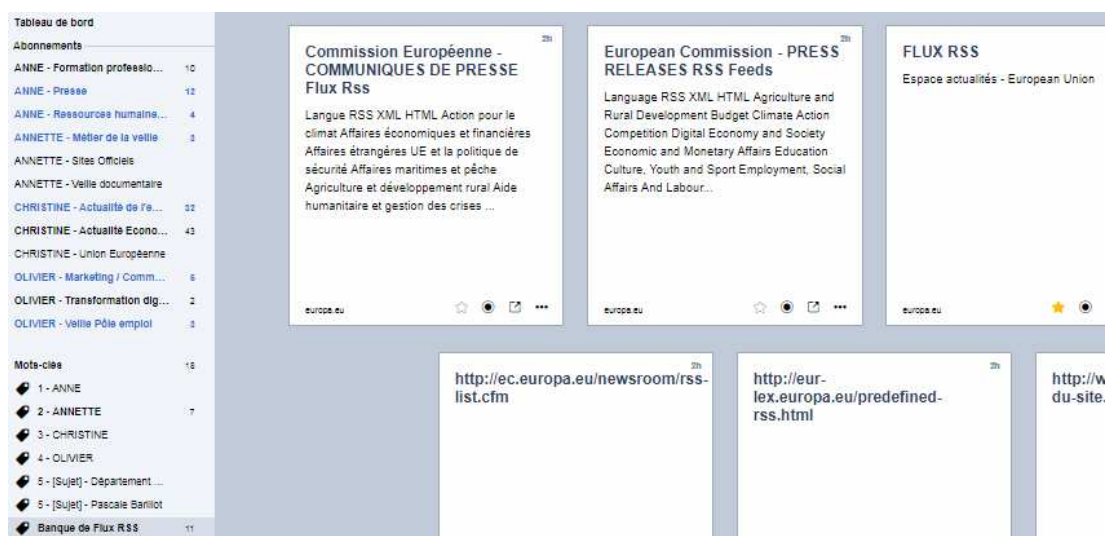 Tableau de bord
Abonnements
ANNE - Formation professio... 10
ANNE - Presse 12
ANNE - Ressources humaine... 4
ANNETTE - Métier de la veille 3
ANNETTE - Sites Officiels
ANNETTE - Veille documentaire
CHRISTINE - Actualité de l'e... 32
CHRISTINE - Actualité Econo... 43
CHRISTINE - Union Européenne
OLIVIER - Marketing / Comm... 6
OLIVIER - Transformation dig... 2
OLIVIER - Veille Pôle emploi 3
Mots-clés 18
1 - ANNE
2 - ANNETTE 7
3 - CHRISTINE
4 - OLIVIER
5 - [Sujet] - Département ...
5 - [Sujet] - Pascale Barillot
Banque de Flux RSS 11
2h
Commission Européenne -
COMMUNIQUES DE PRESSE
Flux Rss
Langue RSS XML HTML Action pour le
climat Affaires économiques et financières
Affaires étrangères UE et la politique de
sécurité Affaires maritimes et pêche
Agriculture et développement rural Aide
humanitaire et gestion des crises ...
europa.eu
2h
European Commission - PRESS
RELEASES RSS Feeds
Language RSS XML HTML Agriculture and
Rural Development Budget Climate Action
Competition Digital Economy and Society
Economic and Monetary Affairs Education
Culture, Youth and Sport Employment, Social
Affairs And Labour...
europa.eu
FLUX RSS
Espace actualités - European Union
europa.eu
2h
http://ec.europa.eu/newsroom/rss-
list.cfm
2h
http://eur-
lex.europa.eu/predefined-
rss.html
http://w
du-site.